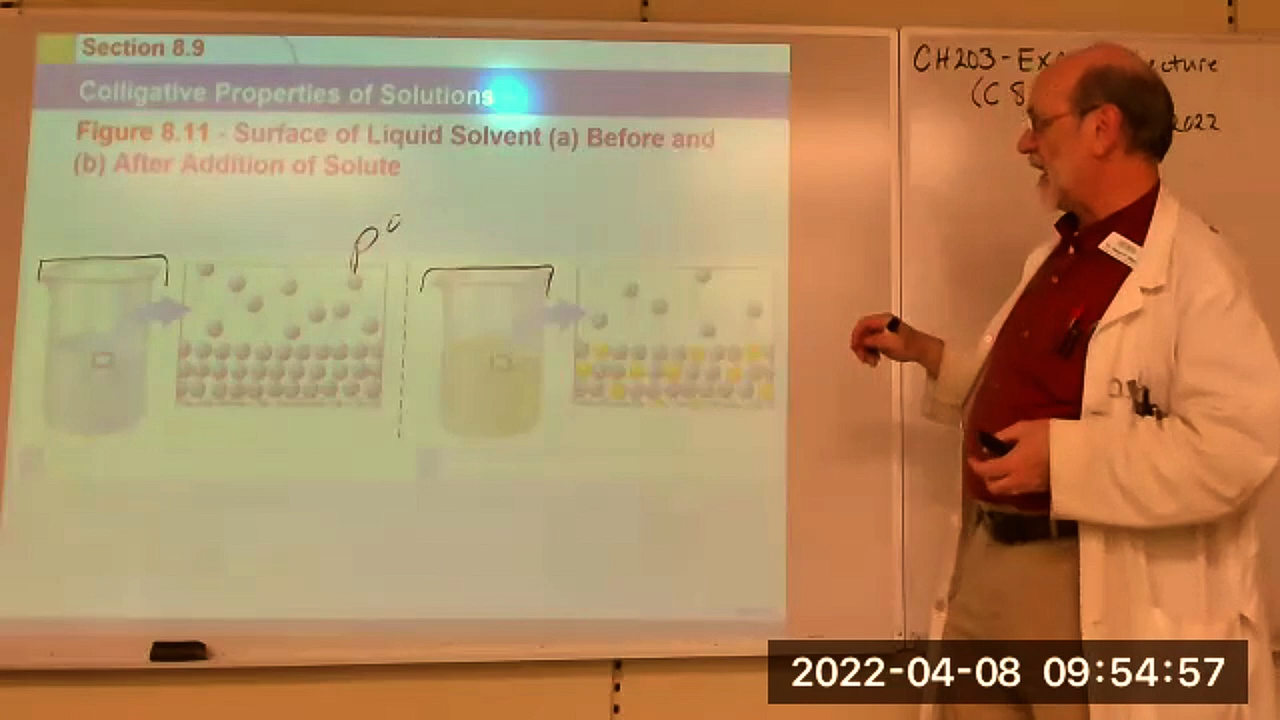 Section 8.9
Colligative Properties of Solutions
Figure 8.11 - Surface of Liquid Solvent (a) Before and
(b) After Addition of Solute
P°
CH203-Ex
(C 8
2022
2022-04-08 09:54:57